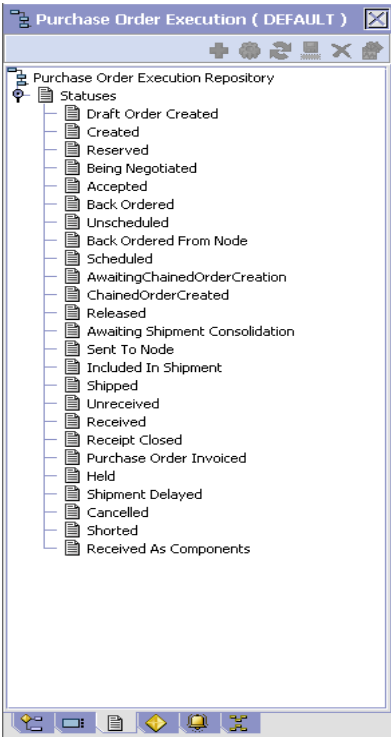 Purchase Order Execution ( DEFAULT )
Purchase Order Execution Repository
Statuses
Draft Order Created
Created
Reserved
Being Negotiated
Accepted
Back Ordered
Unscheduled
Back Ordered From Node
Scheduled
AwaitingChainedOrderCreation
ChainedOrderCreated
Released
Awaiting Shipment Consolidation
Sent To Node
Included In Shipment
Shipped
Unreceived
Received
Receipt Closed
Purchase Order Invoiced
Held
Shipment Delayed
Cancelled
Shorted
Received As Components